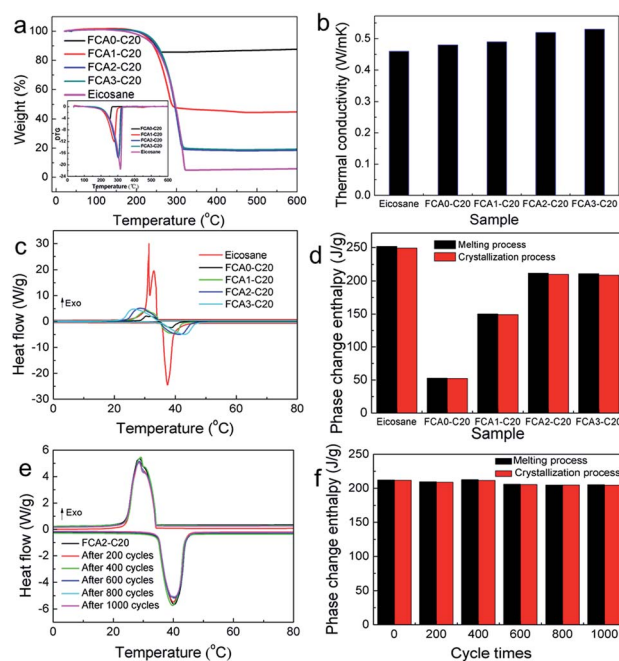 a
100
80
60
40
20
0
Weight (%)
FCA0-C20
FCA1-C20
FCA2-C20
FCA3-C20
Eicosane
DTG
FCA0-C20
FCA1-C20
FCA2-C20
FCA3-C20
Eicosane
0 100 200 300 400 500 600
Temperature (°C)
0 100 200 300 400 500 600
Temperature (°C)
b
0.5
0.4
0.3
0.2
0.1
0.0
Thermal conductivity (W/mK)
Eicosane FCA0-C20 FCA1-C20 FCA2-C20 FCA3-C20
Sample
c
30
20
10
0
-10
-20
-30
Heat flow (W/g)
Exo
Eicosane
FCA0-C20
FCA1-C20
FCA2-C20
FCA3-C20
0 20 40 60 80
Temperature (°C)
d
250
200
150
100
50
0
Phase change enthalpy (J/g)
Melting process
Crystallization process
Eicosane FCA0-C20 FCA1-C20 FCA2-C20 FCA3-C20
Sample
e
6
4
2
0
-2
-4
-6
Heat flow (W/g)
Exo
FCA2-C20
After 200 cycles
After 400 cycles
After 600 cycles
After 800 cycles
After 1000 cycles
0 20 40 60 80
Temperature (°C)
f
250
200
150
100
50
0
Phase change enthalpy (J/g)
Melting process
Crystallization process
0 200 400 600 800 1000
Cycle times